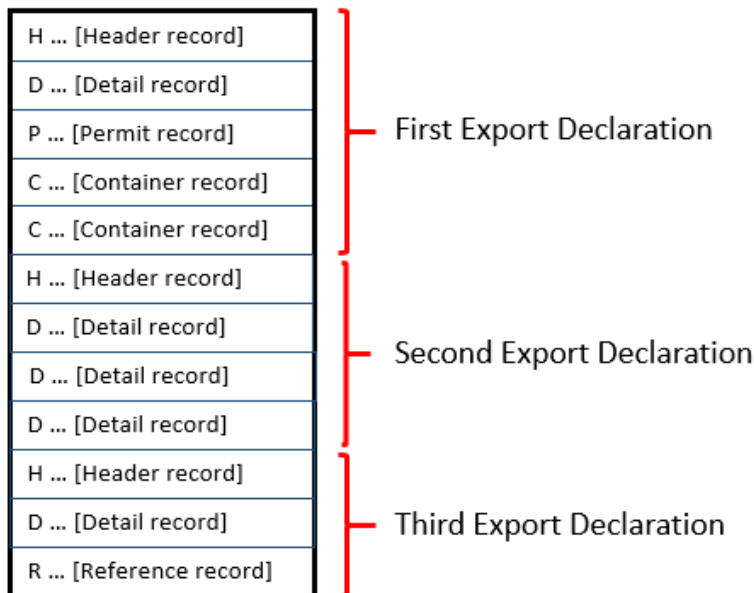 H ... [Header record]
D ... [Detail record]
P ... [Permit record]
C ... [Container record]
C ... [Container record]
First Export Declaration
H ... [Header record]
D ... [Detail record]
D ... [Detail record]
D ... [Detail record]
Second Export Declaration
H ... [Header record]
D ... [Detail record]
R ... [Reference record]
Third Export Declaration